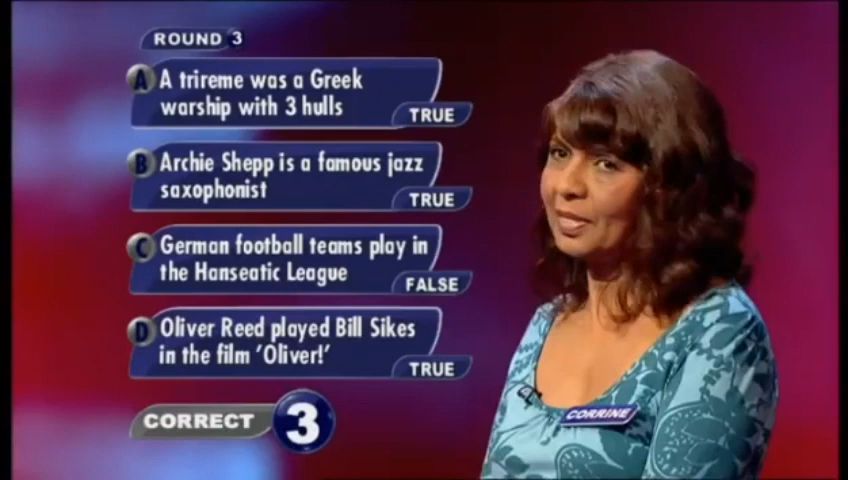 ROUND 3
A A trireme was a Greek
warship with 3 hulls
TRUE
B Archie Shepp is a famous jazz
saxophonist
TRUE
C German football teams play in
the Hanseatic League
FALSE
D Oliver Reed played Bill Sikes
in the film 'Oliver!'
TRUE
CORRECT 3
CORRINE